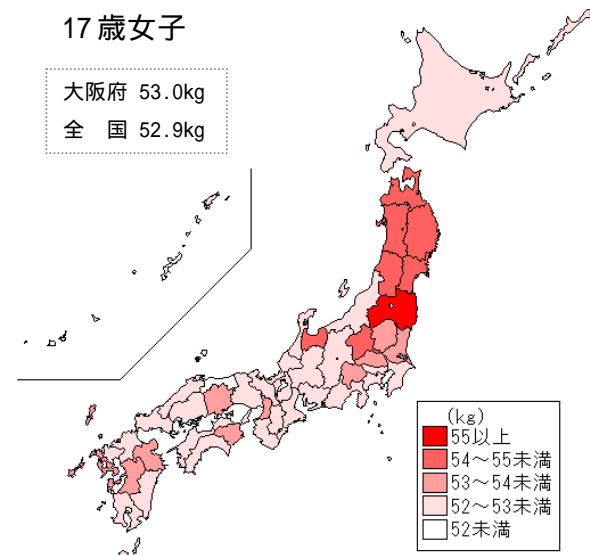 17歳女子
大阪府 53.0kg
全　国 52.9kg
(kg)
55以上
54～55未満
53～54未満
52～53未満
52未満